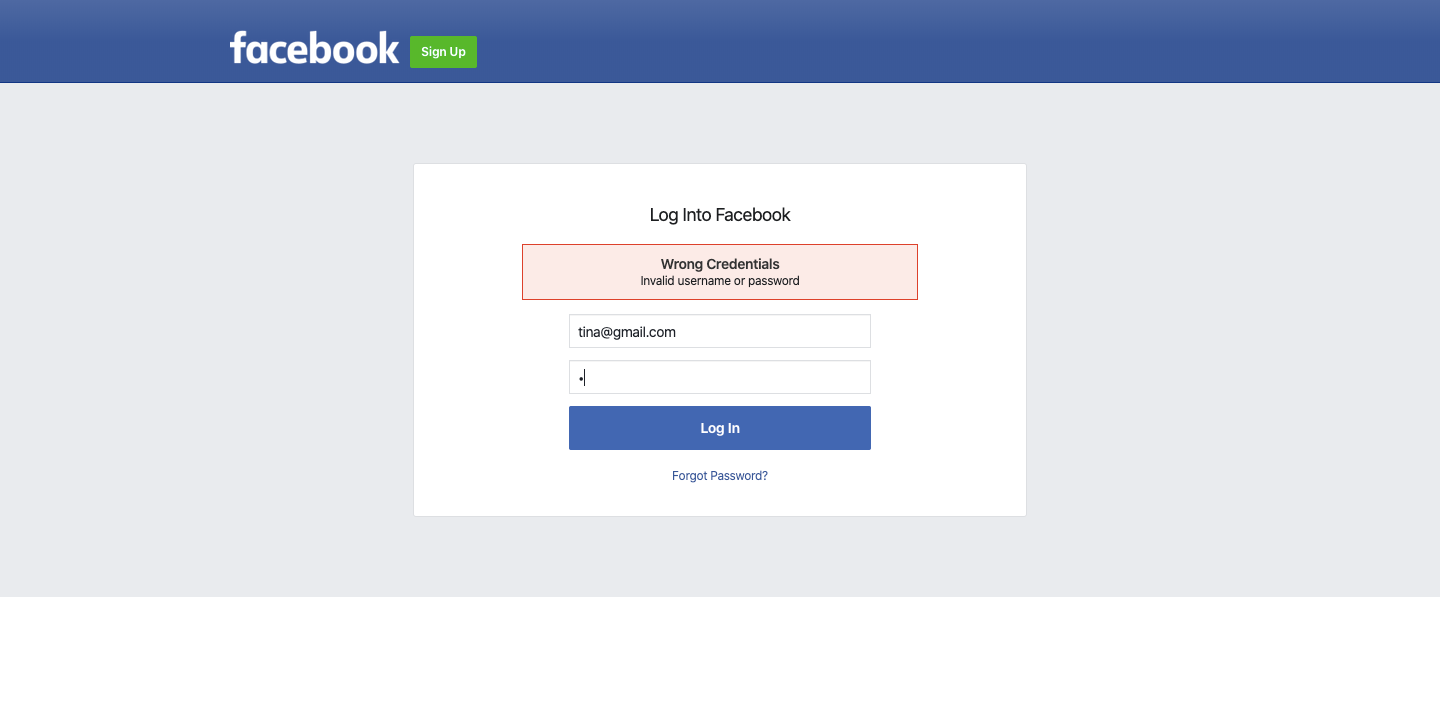 facebook
Sign Up
Log Into Facebook
Wrong Credentials
Invalid username or password
tina@gmail.com
•
Log In
Forgot Password?